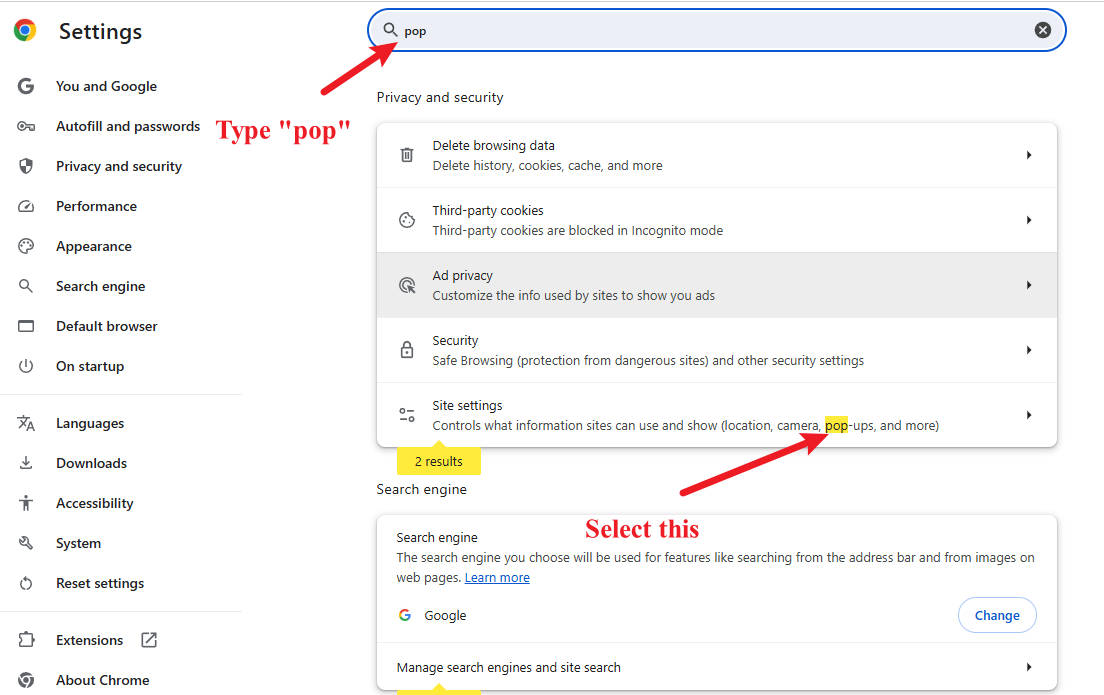 Settings
pop
You and Google
Autofill and passwords
Privacy and security
Performance
Appearance
Search engine
Default browser
On startup
Languages
Downloads
Accessibility
System
Reset settings
Extensions
About Chrome
Type "pop"
Privacy and security
Delete browsing data
Delete history, cookies, cache, and more
Third-party cookies
Third-party cookies are blocked in Incognito mode
Ad privacy
Customize the info used by sites to show you ads
Security
Safe Browsing (protection from dangerous sites) and other security settings
Site settings
Controls what information sites can use and show (location, camera, pop-ups, and more)
2 results
Select this
Search engine
Search engine
The search engine you choose will be used for features like searching from the address bar and from images on
web pages. Learn more
Google
Change
Manage search engines and site search